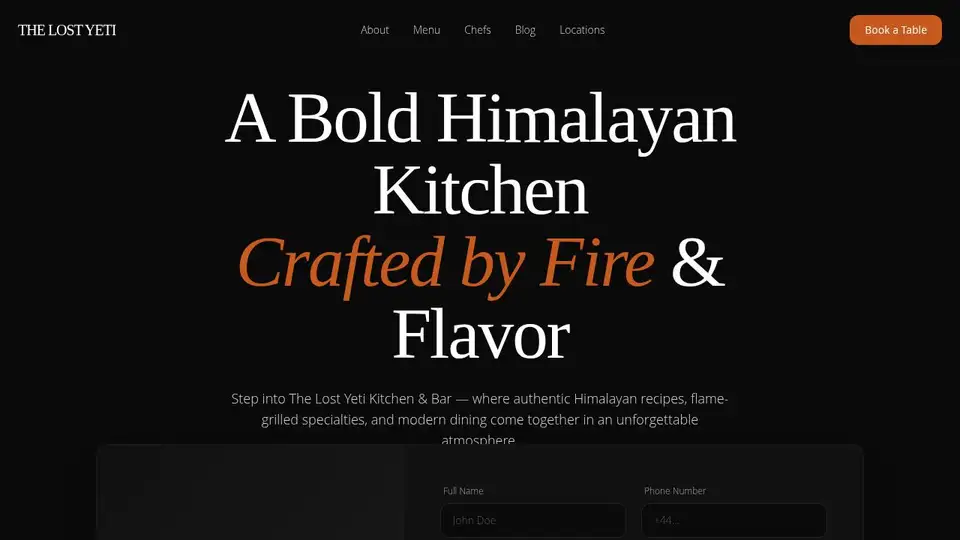 THE LOST YETI
About
Menu
Chefs
Blog
Locations
Book a Table
A Bold Himalayan
Kitchen
Crafted by Fire &
Flavor
Step into The Lost Yeti Kitchen & Bar — where authentic Himalayan recipes, flame-
grilled specialties, and modern dining come together in an unforgettable
atmosphere
Full Name
Phone Number
John Doe
+44...